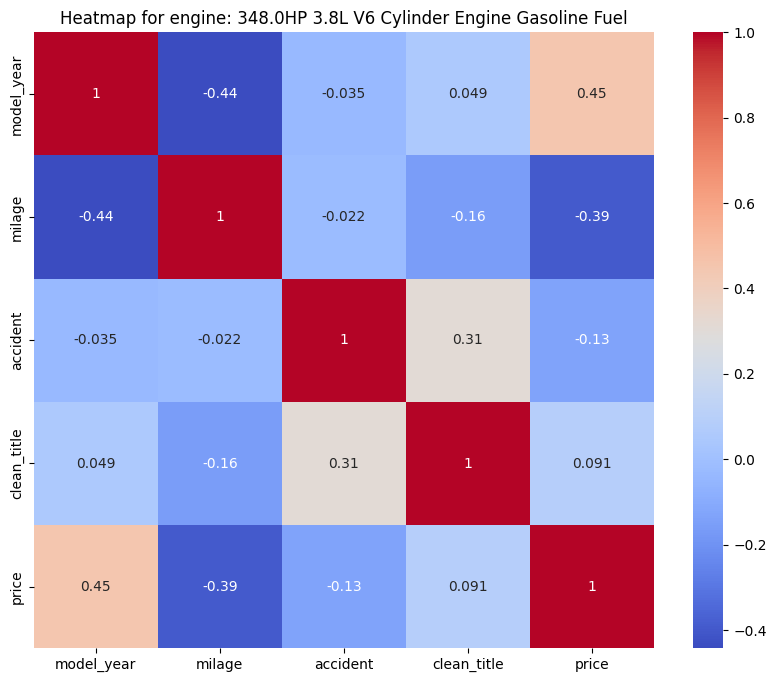 Heatmap for engine: 348.0HP 3.8L V6 Cylinder Engine Gasoline Fuel
model_year 1 -0.44 -0.035 0.049 0.45
milage -0.44 1 -0.022 -0.16 -0.39
accident -0.035 -0.022 1 0.31 -0.13
clean_title 0.049 -0.16 0.31 1 0.091
price 0.45 -0.39 -0.13 0.091 1
model_year milage accident clean_title price
1.0
0.8
0.6
0.4
0.2
0.0
−0.2
−0.4